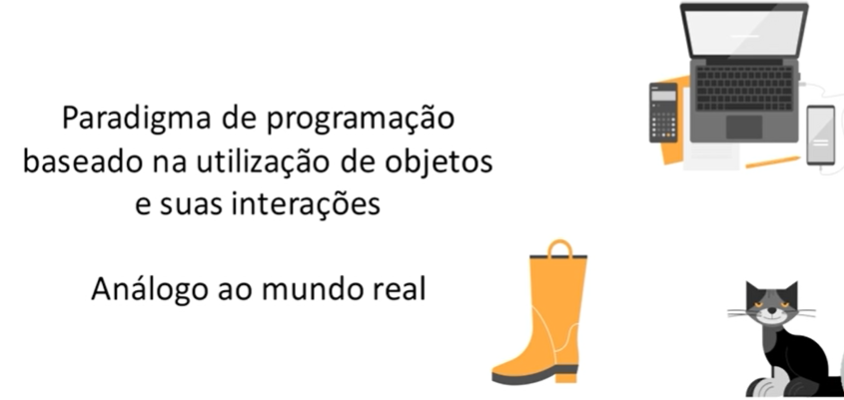 Paradigma de programação
baseado na utilização de objetos
e suas interações
Análogo ao mundo real